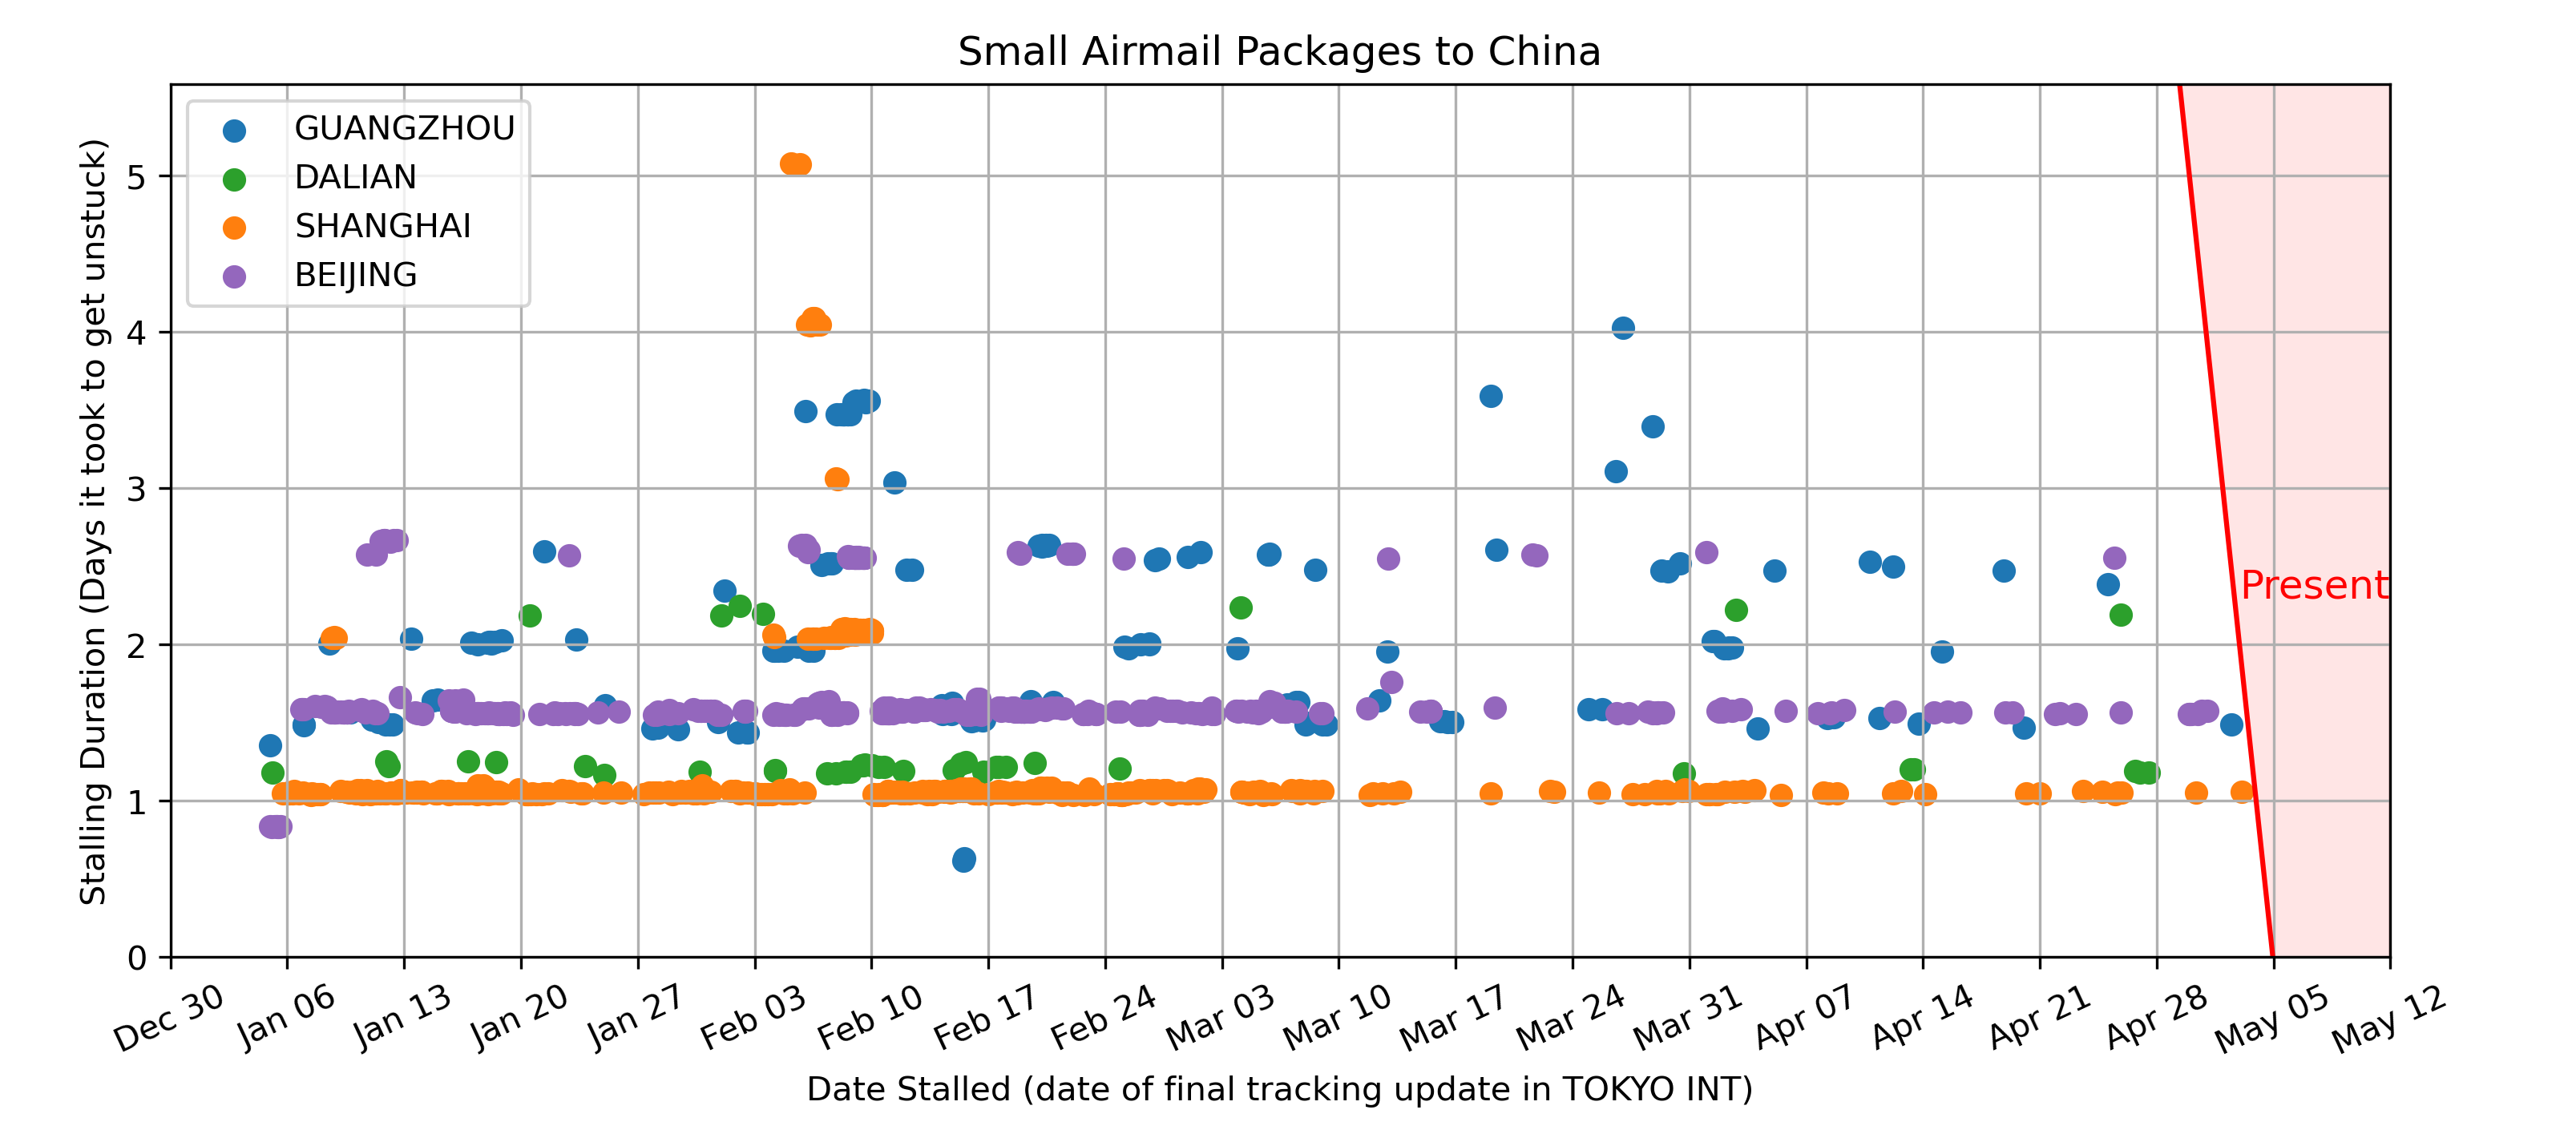 Small Airmail Packages to China
GUANGZHOU
DALIAN
SHANGHAI
BEIJING
Stalling Duration (Days it took to get unstuck)
5
4
3
2
1
0
Present
Dec 30
Jan 06
Jan 13
Jan 20
Jan 27
Feb 03
Feb 10
Feb 17
Feb 24
Mar 03
Mar 10
Mar 17
Mar 24
Mar 31
Apr 07
Apr 14
Apr 21
Apr 28
May 05
May 12
Date Stalled (date of final tracking update in TOKYO INT)